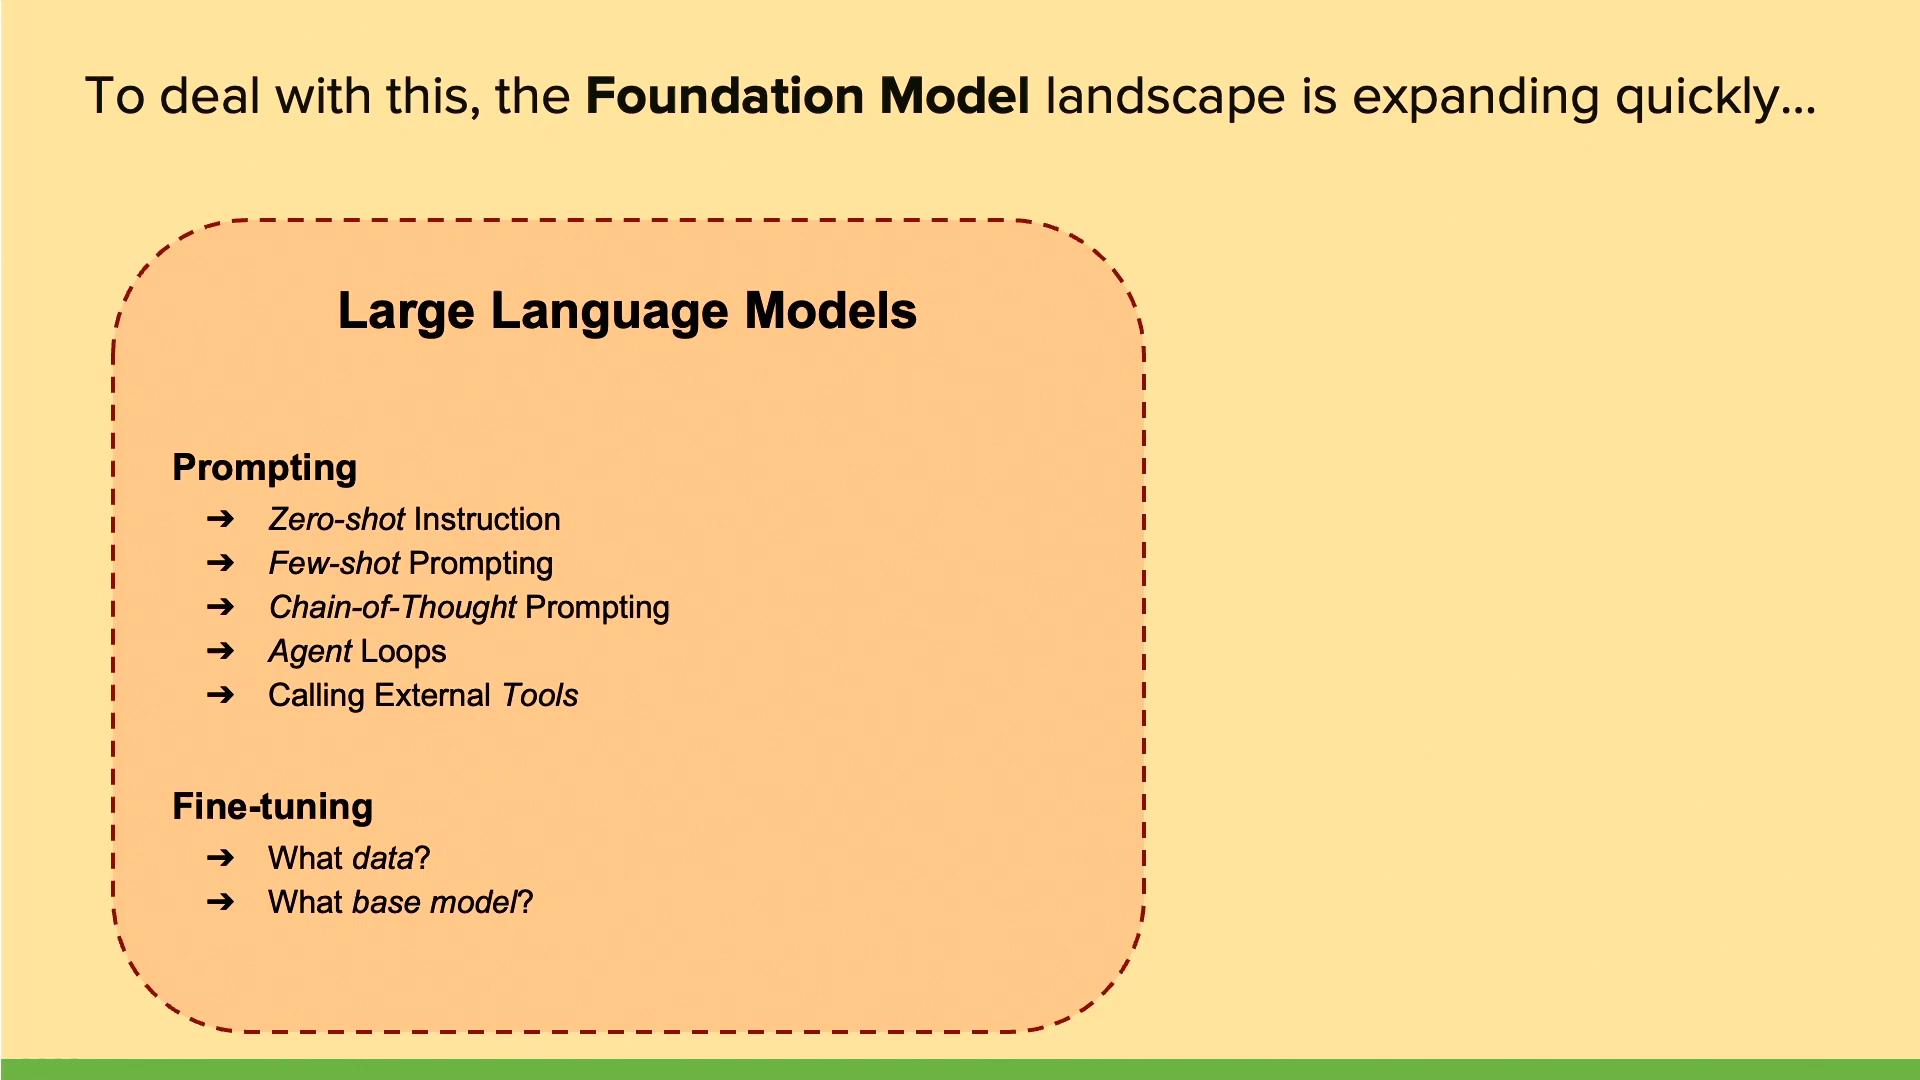 To deal with this, the Foundation Model landscape is expanding quickly...
Large Language Models
Prompting
➔ Zero-shot Instruction
➔ Few-shot Prompting
➔ Chain-of-Thought Prompting
➔ Agent Loops
➔ Calling External Tools
Fine-tuning
➔ What data?
➔ What base model?